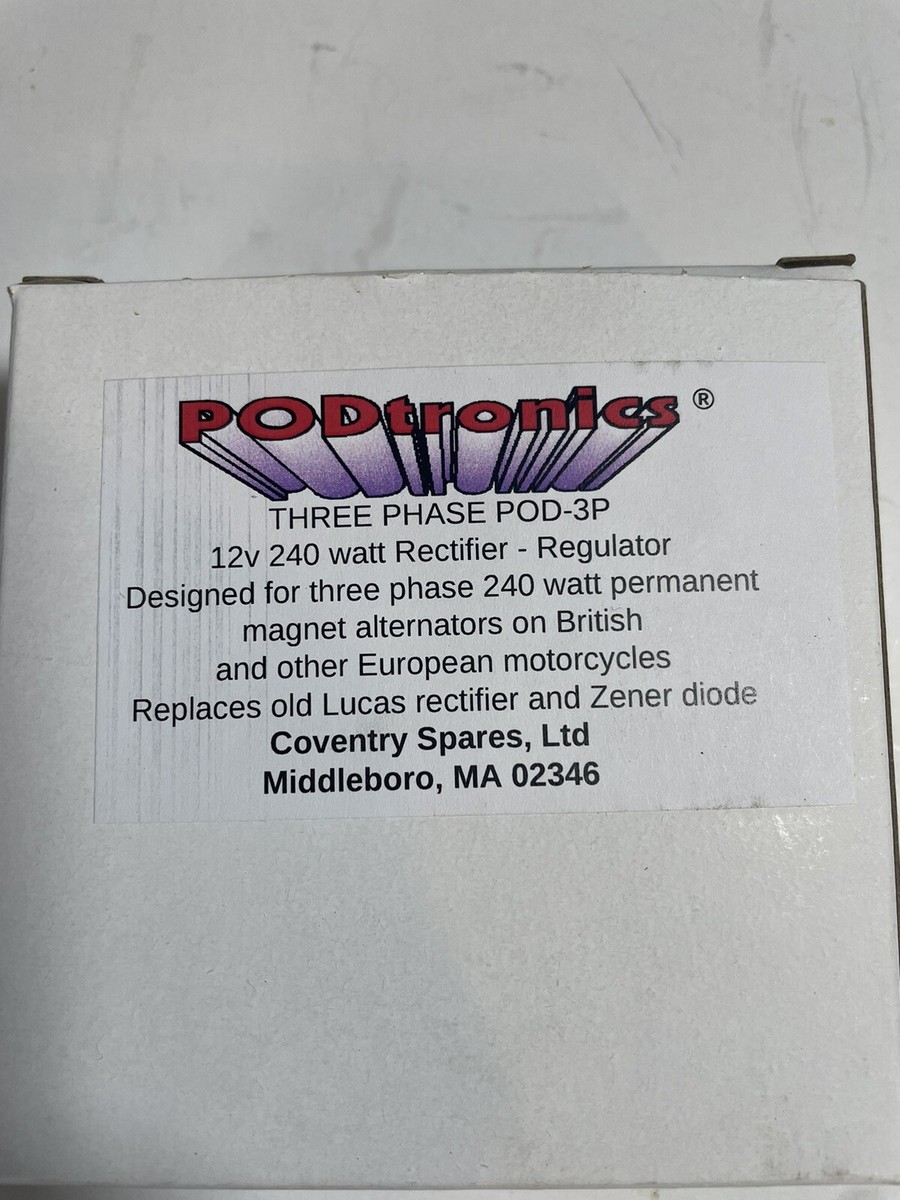 PODtronics ®
THREE PHASE POD-3P
12v 240 watt Rectifier - Regulator
Designed for three phase 240 watt permanent
magnet alternators on British
and other European motorcycles
Replaces old Lucas rectifier and Zener diode
Coventry Spares, Ltd
Middleboro, MA 02346